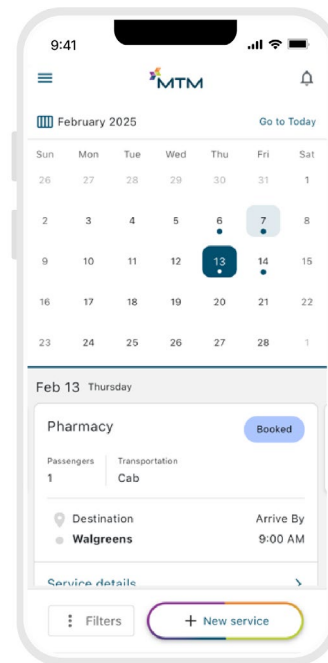 9:41
MTM
February 2025 Go to Today
Sun Mon Tue Wed Thu Fri Sat
26 27 28 29 30 31 1
2 3 4 5 6 7 8
9 10 11 12 13 14 15
16 17 18 19 20 21 22
23 24 25 26 27 28 1
Feb 13 Thursday
Pharmacy Booked
Passengers Transportation
1 Cab
Destination Arrive By
Walgreens 9:00 AM
Service details
Filters + New service